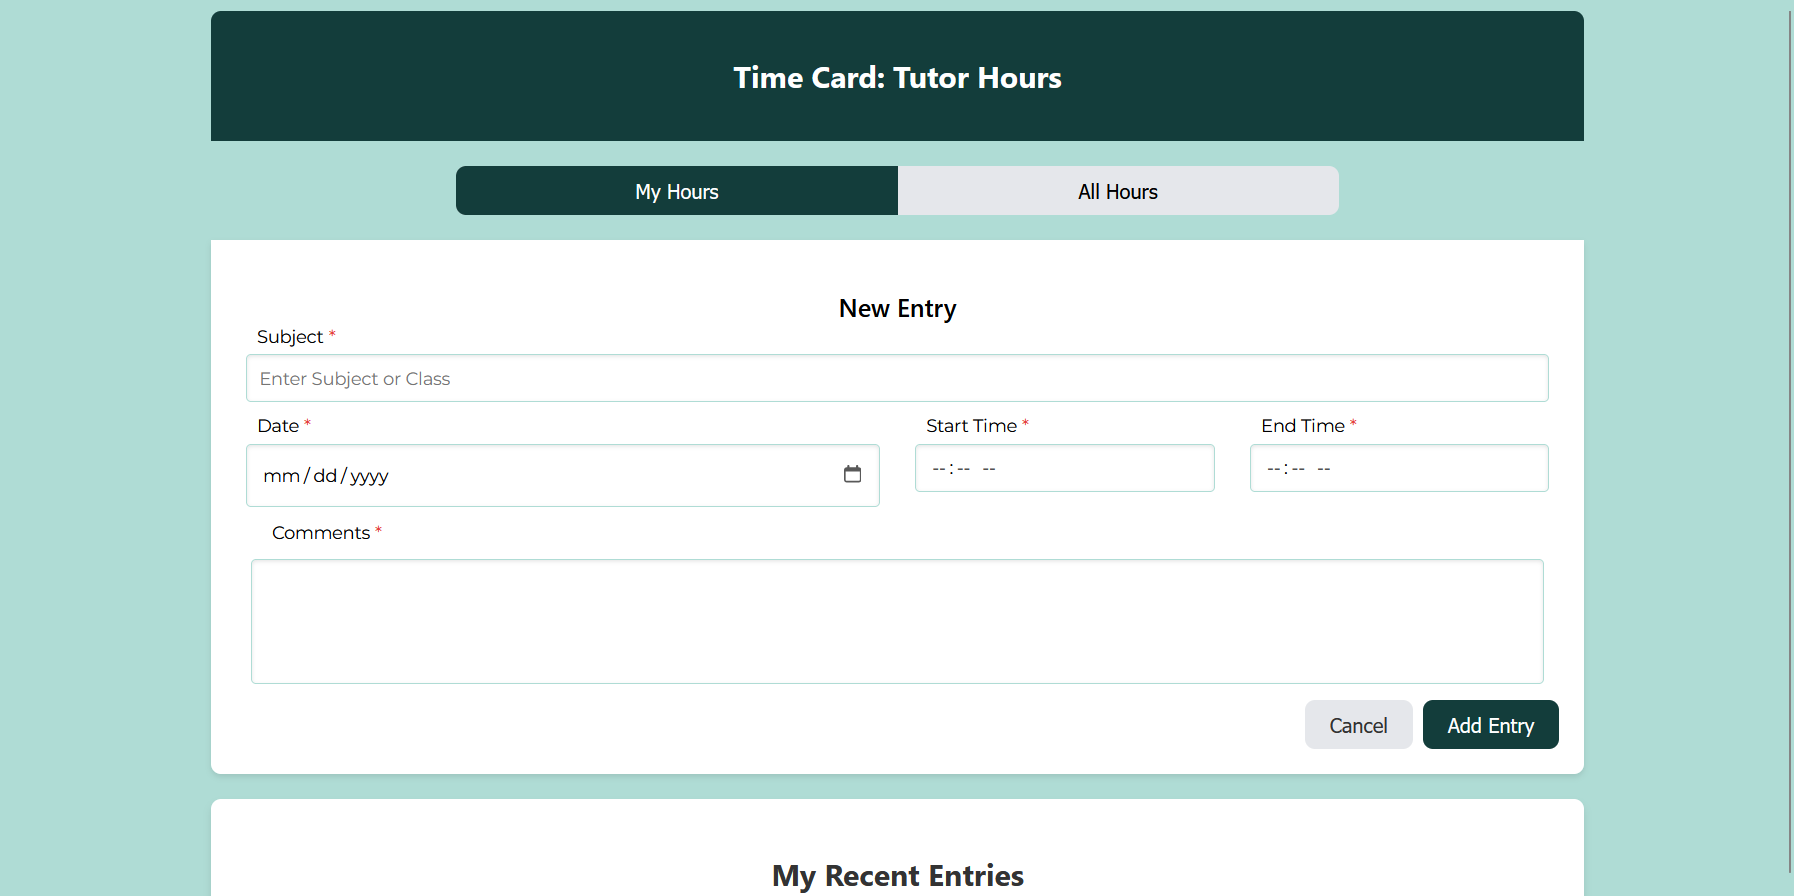 Time Card: Tutor Hours
My Hours All Hours
New Entry
Subject *
Enter Subject or Class
Date * Start Time * End Time *
mm/dd/yyyy --:-- -- --:-- --
Comments *
Cancel Add Entry
My Recent Entries